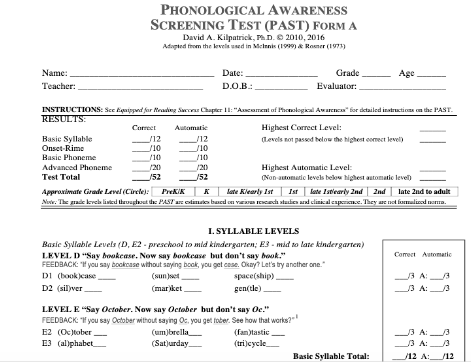 PHONOLOGICAL AWARENESS
SCREENING TEST (PAST) FORM A
David A. Kilpatrick, Ph.D. © 2010, 2016
Adapted from the levels used in McInnis (1999) & Rosner (1973)
Name: ____________ Date: ____________ Grade ______ Age ______
Teacher: ____________ D.O.B.: ____________ Evaluator: ____________
INSTRUCTIONS: See Equipped for Reading Success Chapter 11: "Assessment of Phonological Awareness" for detailed instructions on the PAST.
RESULTS:
Correct Automatic Highest Correct Level: ______
Basic Syllable ____/12 ____/12 (Levels not passed below the highest correct level) ______
Onset-Rime ____/10 ____/10
Basic Phoneme ____/10 ____/10
Advanced Phoneme ____/20 ____/20 Highest Automatic Level: ______
Test Total ____/52 ____/52 (Non-automatic levels below highest automatic level) ______
Approximate Grade Level (Circle): PreK/K K late K/early 1st 1st late 1st/early 2nd 2nd late 2nd to adult
Note: The grade levels listed throughout the PAST are estimates based on various research studies and clinical experience. They are not formalized norms.
I. SYLLABLE LEVELS
Basic Syllable Levels (D, E2 - preschool to mid kindergarten; E3 - mid to late kindergarten)
LEVEL D "Say bookcase. Now say bookcase but don't say book." Correct Automatic
FEEDBACK: "If you say bookcase without saying book, you get case. Okay? Let's try another one."
D1 (book)case ____ (sun)set ____ space(ship) ____ ___/3 A: ___/3
D2 (sil)ver ____ (mar)ket ____ gen(tle) ____ ___/3 A: ___/3
LEVEL E "Say October. Now say October but don't say Oc."
FEEDBACK: "If you say October without saying Oc, you get tober. See how that works?" 1
E2 (Oc)tober ____ (um)brella ____ (fan)tastic ____ ___/3 A: ___/3
E3 (al)phabet ____ (Sat)urday ____ (tri)cycle ____ ___/3 A: ___/3
Basic Syllable Total: ___/12 A: ___/12